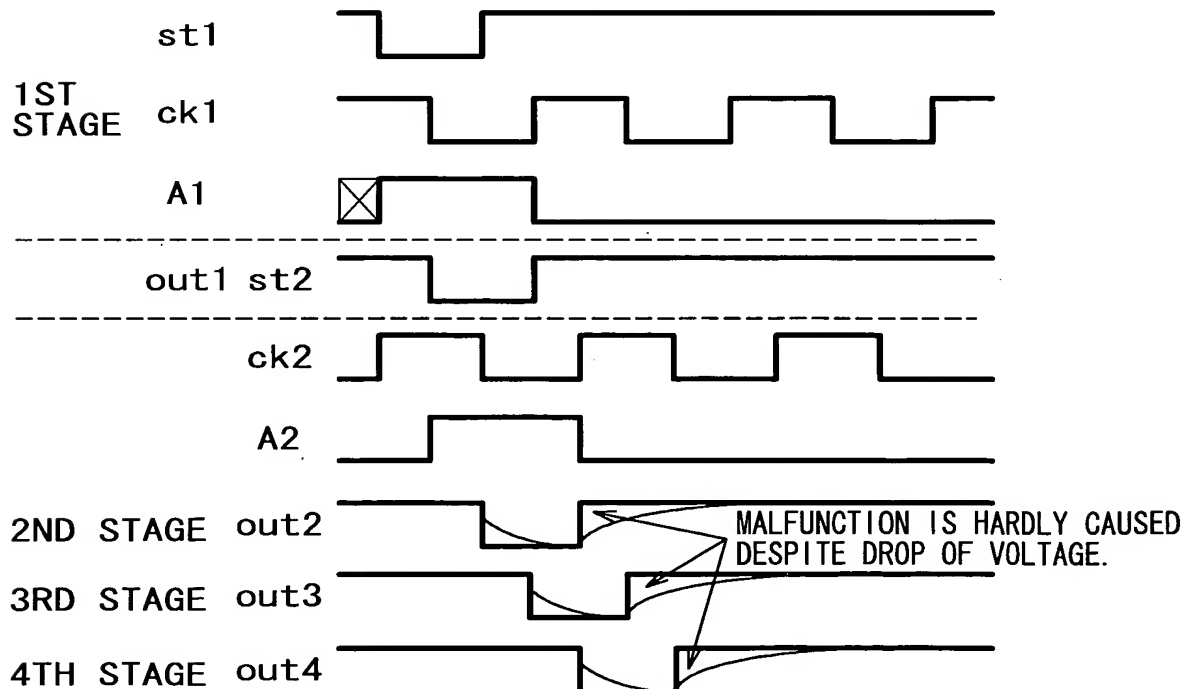 st1
1ST
STAGE ck1
A1
out1 st2
ck2
A2
2ND STAGE out2
MALFUNCTION IS HARDLY CAUSED
DESPITE DROP OF VOLTAGE.
3RD STAGE out3
4TH STAGE out4